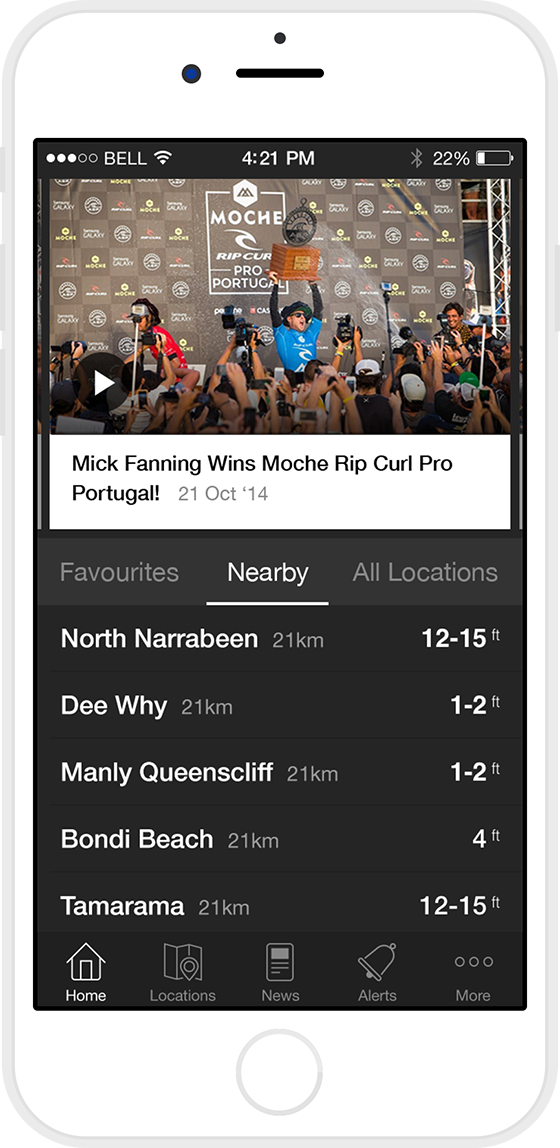 BELL
4:21 PM
22%
MOCHE
RIP CURL
PRO
PORTUGAL
Mick Fanning Wins Moche Rip Curl Pro
Portugal! 21 Oct ‘14
Favourites Nearby All Locations
North Narrabeen 21km 12-15 ft
Dee Why 21km 1-2 ft
Manly Queenscliff 21km 1-2 ft
Bondi Beach 21km 4 ft
Tamarama 21km 12-15 ft
Home Locations News Alerts More